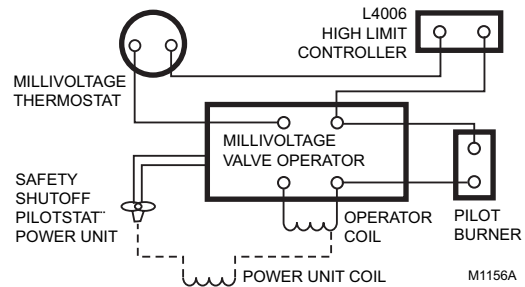 L4006
HIGH LIMIT
CONTROLLER
MILLIVOLTAGE
THERMOSTAT
MILLIVOLTAGE
VALVE OPERATOR
SAFETY
SHUTOFF
PILOTSTAT¨
POWER UNIT
OPERATOR
COIL
PILOT
BURNER
POWER UNIT COIL
M1156A